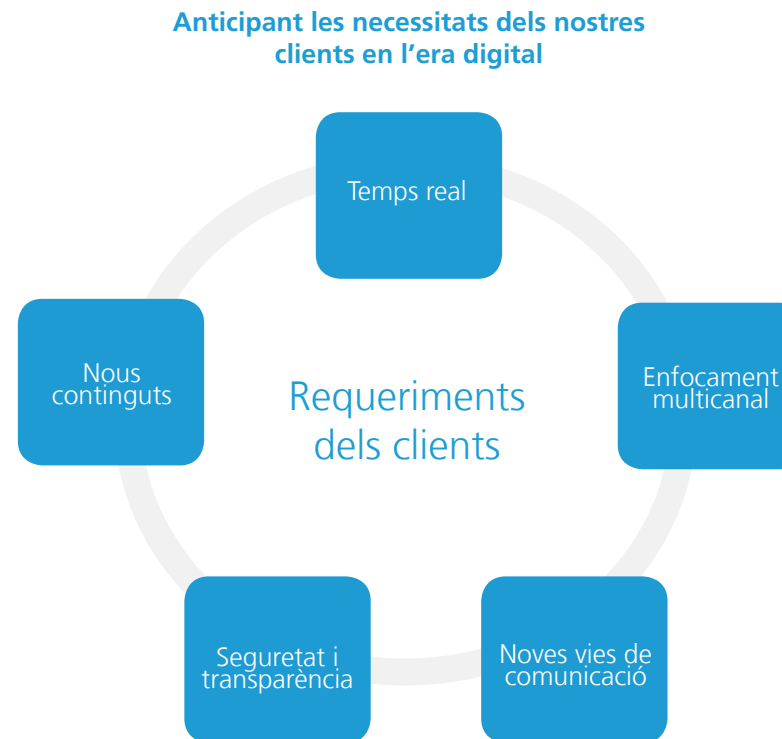 Anticipant les necessitats dels nostres
clients en l’era digital
Temps real
Nous
continguts
Requeriments
dels clients
Enfocament
multicanal
Seguretat i
transparència
Noves vies de
comunicació